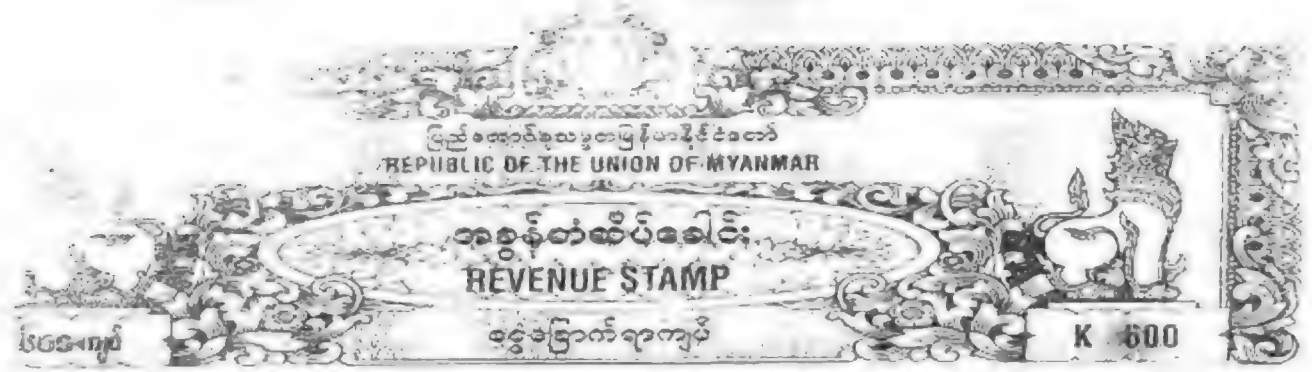 ပြည်ထောင်စုသမ္မတမြန်မာနိုင်ငံတော်
REPUBLIC OF THE UNION OF MYANMAR
အခွန်တံဆိပ်ခေါင်း
REVENUE STAMP
ငွေခြောက်ရာကျပ်
K 600